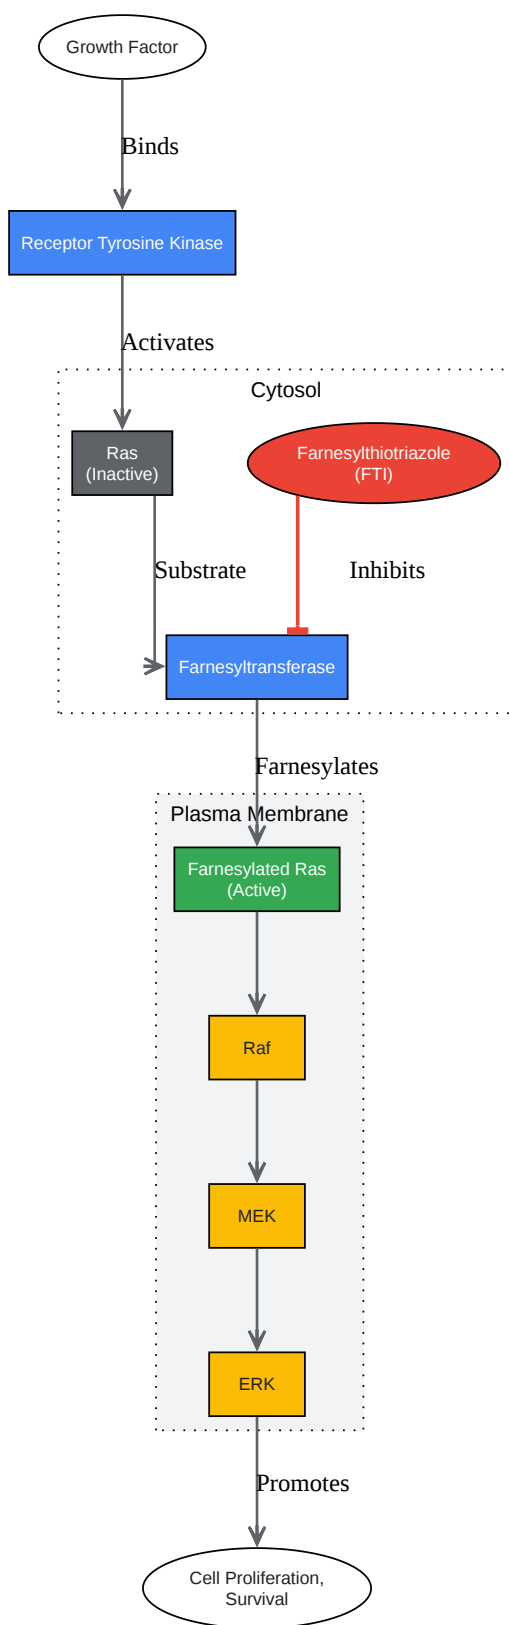 Growth Factor
Binds
Receptor Tyrosine Kinase
Activates
Cytosol
Ras
(Inactive)
Farnesylthiotriazole
(FTI)
Substrate
Inhibits
Farnesyltransferase
Farnesylates
Plasma Membrane
Farnesylated Ras
(Active)
Raf
MEK
ERK
Promotes
Cell Proliferation,
Survival